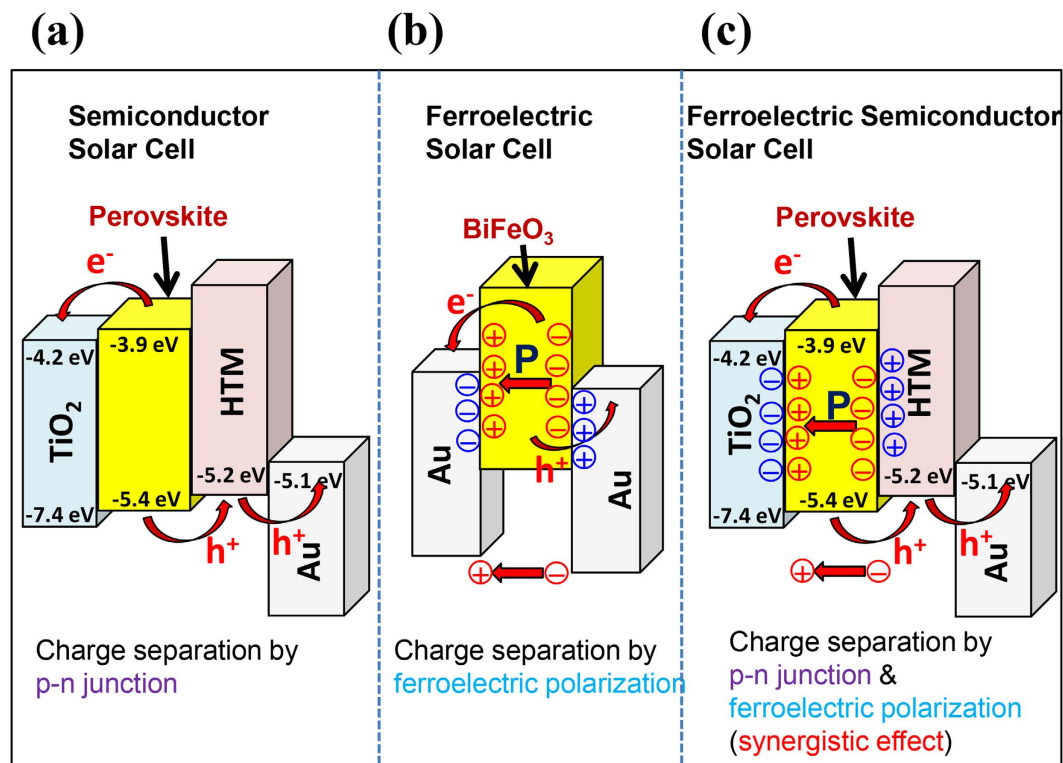 (a)
(b)
(c)
Semiconductor
Solar Cell
Perovskite
e⁻
-4.2 eV
-3.9 eV
HTM
TiO₂
-5.2 eV
-5.1 eV
-5.4 eV
-7.4 eV
h⁺
h⁺
Au
Charge separation by
p-n junction
Ferroelectric
Solar Cell
BiFeO₃
e⁻
+
−
+
−
P
−
+
−
+
−
+
−
+
−
+
−
+
+
h⁺
Au
Au
+
−
Charge separation by
ferroelectric polarization
Ferroelectric Semiconductor
Solar Cell
Perovskite
e⁻
-4.2 eV
-3.9 eV
−
+
−
+
−
+
−
+
P
−
+
−
+
−
+
−
+
−
+
−
HTM
TiO₂
-5.2 eV
-5.1 eV
-5.4 eV
-7.4 eV
h⁺
h⁺
Au
+
−
Charge separation by
p-n junction &
ferroelectric polarization
(synergistic effect)